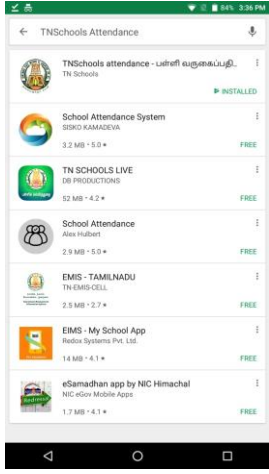 84% 3:36 PM
TNSchools Attendance
TNSchools attendance - பள்ளி வருகைப்பதி..
TN Schools
INSTALLED
School Attendance System
SISKO KAMADEVA
3.2 MB • 5.0 ★
FREE
TN SCHOOLS LIVE
DB PRODUCTIONS
52 MB • 4.2 ★
FREE
School Attendance
Alex Hulbert
2.9 MB • 5.0 ★
FREE
EMIS - TAMILNADU
TN-EMIS-CELL
2.5 MB • 2.7 ★
FREE
EIMS - My School App
Redox Systems Pvt. Ltd.
14 MB • 4.1 ★
FREE
eSamadhan app by NIC Himachal
NIC eGov Mobile Apps
1.7 MB • 4.1 ★
FREE